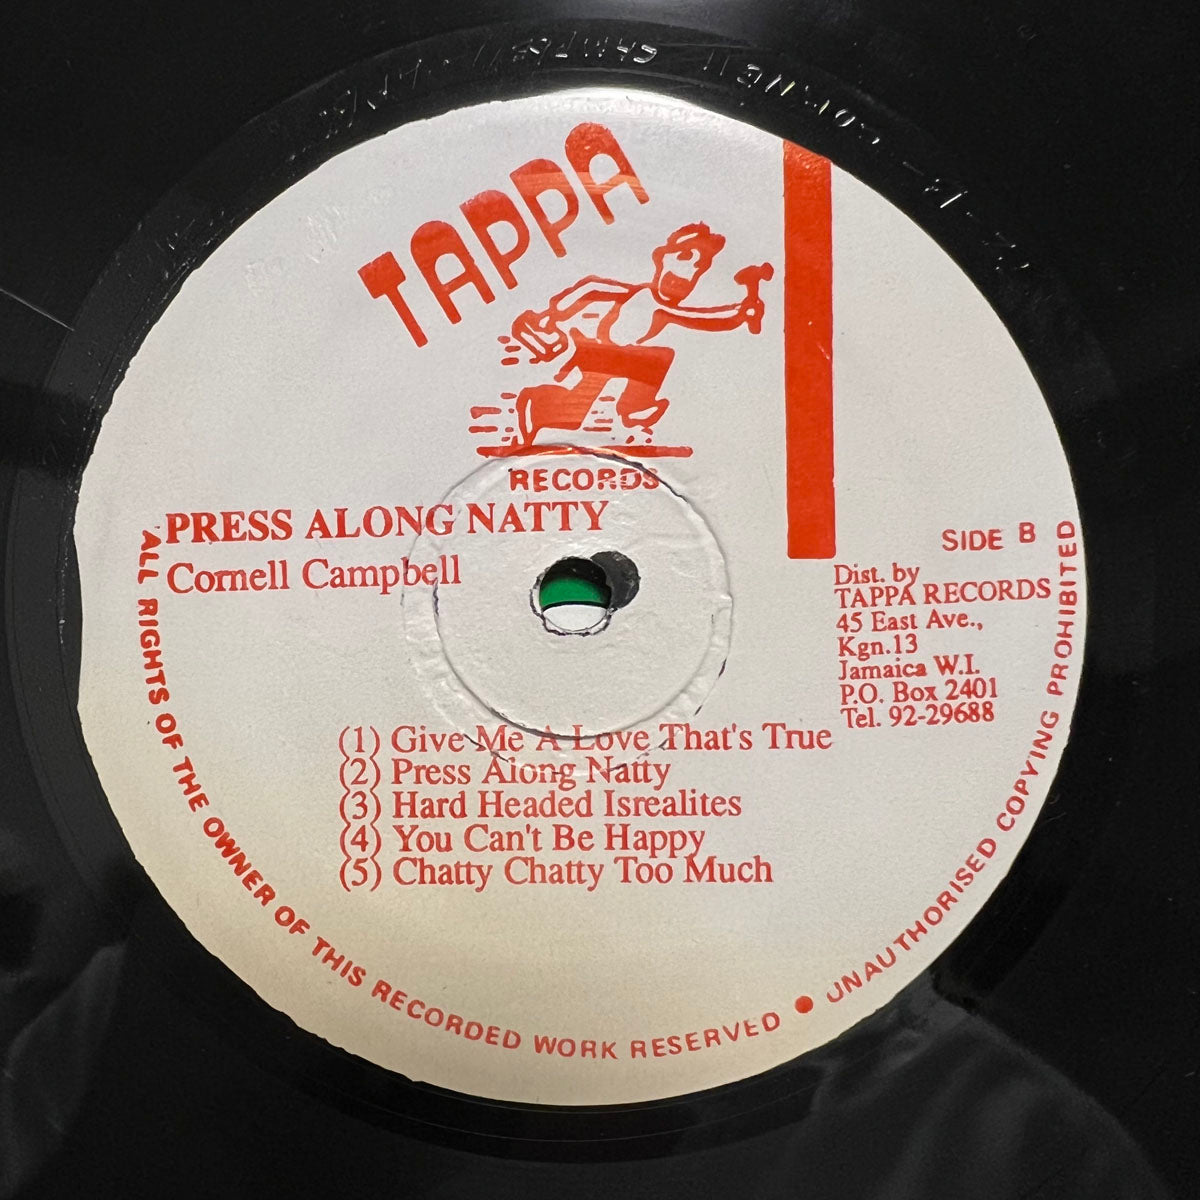 CORNELL CAMPBELL
TAPPA
RECORDS
PRESS ALONG NATTY
Cornell Campbell
SIDE B
Dist. by
TAPPA RECORDS
45 East Ave.,
Kgn.13
Jamaica W.I.
P.O. Box 2401
Tel. 92-29688
(1) Give Me A Love That's True
(2) Press Along Natty
(3) Hard Headed Isrealites
(4) You Can't Be Happy
(5) Chatty Chatty Too Much
ALL RIGHTS OF THE OWNER OF THIS RECORDED WORK RESERVED ● UNAUTHORISED COPYING PROHIBITED